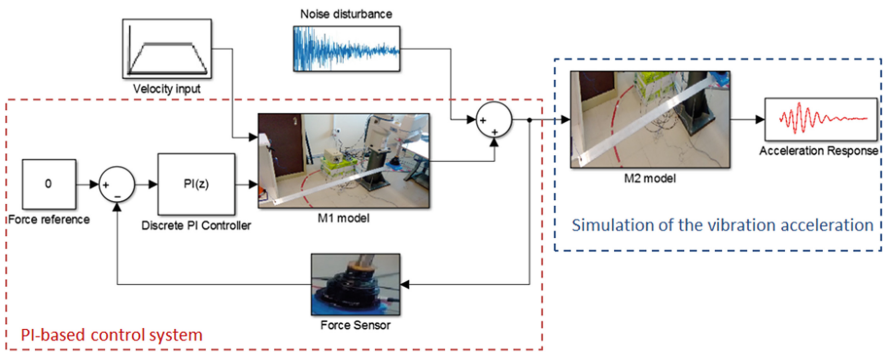 Noise disturbance
Velocity input
+
+
M2 model
Acceleration Response
0
Force reference
+
−
PI(z)
Discrete PI Controller
M1 model
Simulation of the vibration acceleration
Force Sensor
PI-based control system